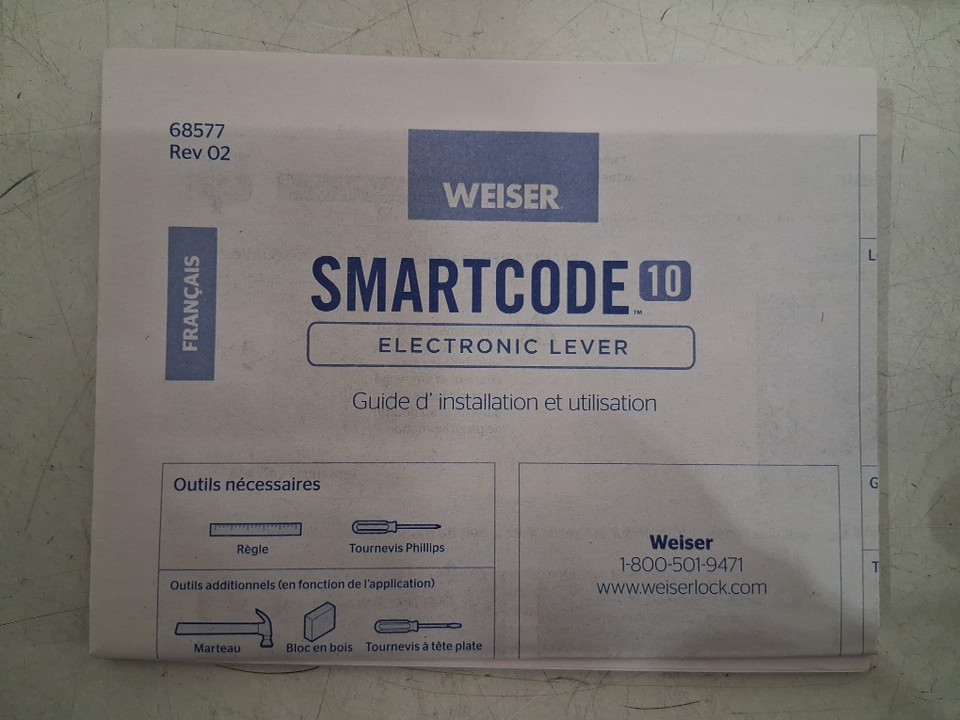 68577
Rev 02
WEISER
FRANÇAIS
SMARTCODE 10
™
ELECTRONIC LEVER
Guide d' installation et utilisation
Outils nécessaires
Règle
Tournevis Phillips
Outils additionnels (en fonction de l'application)
Marteau
Bloc en bois
Tournevis à tête plate
Weiser
1-800-501-9471
www.weiserlock.com
L
G
T